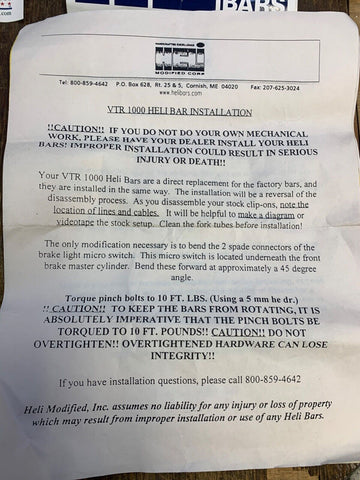 .com
BARS
HANDCRAFTED EXCELLENCE
HELI
MODIFIED CORP
Tel: 800-859-4642 P.O. Box 628, Rt. 25 & 5, Cornish, ME 04020 Fax: 207-625-3024
www.helibars.com
VTR 1000 HELI BAR INSTALLATION
!!CAUTION!! IF YOU DO NOT DO YOUR OWN MECHANICAL
WORK, PLEASE HAVE YOUR DEALER INSTALL YOUR HELI
BARS! IMPROPER INSTALLATION COULD RESULT IN SERIOUS
INJURY OR DEATH!!
Your VTR 1000 Heli Bars are a direct replacement for the factory bars, and
they are installed in the same way. The installation will be a reversal of the
disassembly process. As you disassemble your stock clip-ons, note
the location of lines and cables. It will be helpful to make a diagram or
videotape the stock setup. Clean the fork tubes before installation!
The only modification necessary is to bend the 2 spade connectors of the
brake light micro switch. This micro switch is located underneath the front
brake master cylinder. Bend these forward at approximately a 45 degree
angle.
Torque pinch bolts to 10 FT. LBS. (Using a 5 mm he dr.)
!! CAUTION!! TO KEEP THE BARS FROM ROTATING, IT IS
ABSOLUTELY IMPERATIVE THAT THE PINCH BOLTS BE
TORQUED TO 10 FT. POUNDS!! CAUTION!! DO NOT
OVERTIGHTEN!! OVERTIGHTENED HARDWARE CAN LOSE
INTEGRITY!!
If you have installation questions, please call 800-859-4642
Heli Modified, Inc. assumes no liability for any injury or loss of property
which may result from improper installation or use of any Heli Bars.